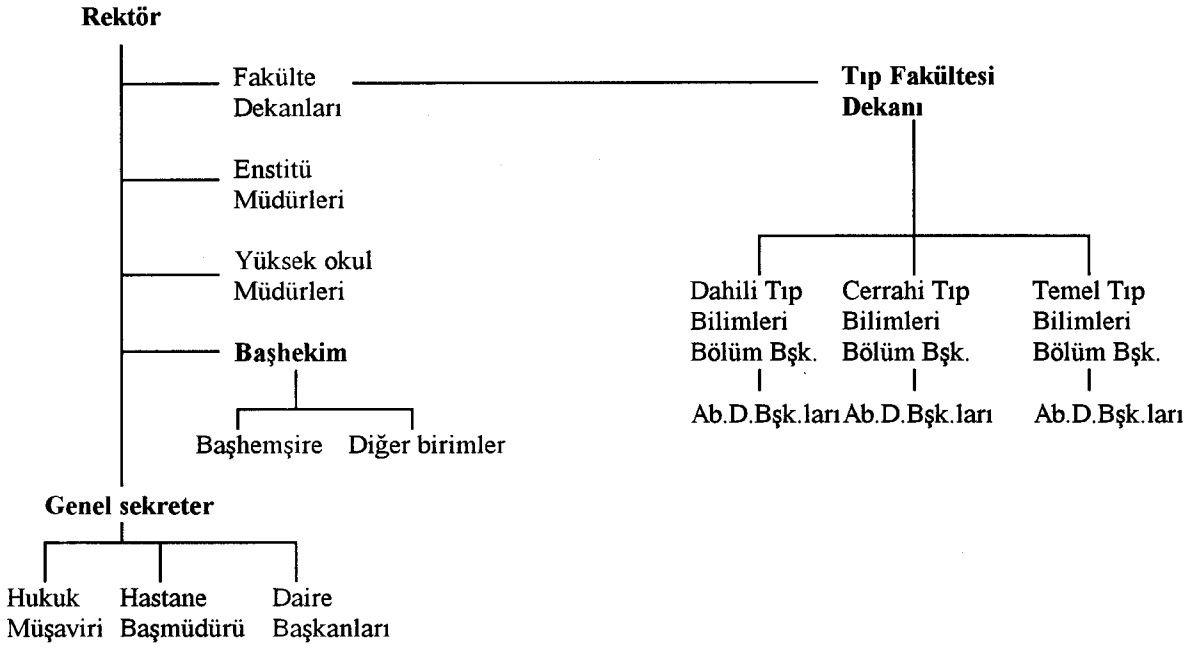 Rektör
Fakülte
Dekanları
Tıp Fakültesi
Dekanı
Enstitü
Müdürleri
Yüksek okul
Müdürleri
Dahili Tıp
Bilimleri
Bölüm Bşk.
Cerrahi Tıp
Bilimleri
Bölüm Bşk.
Temel Tıp
Bilimleri
Bölüm Bşk.
Başhekim
Ab.D.Bşk.ları
Ab.D.Bşk.ları
Ab.D.Bşk.ları
Başhemşire
Diğer birimler
Genel sekreter
Hukuk
Müşaviri
Hastane
Başmüdürü
Daire
Başkanları